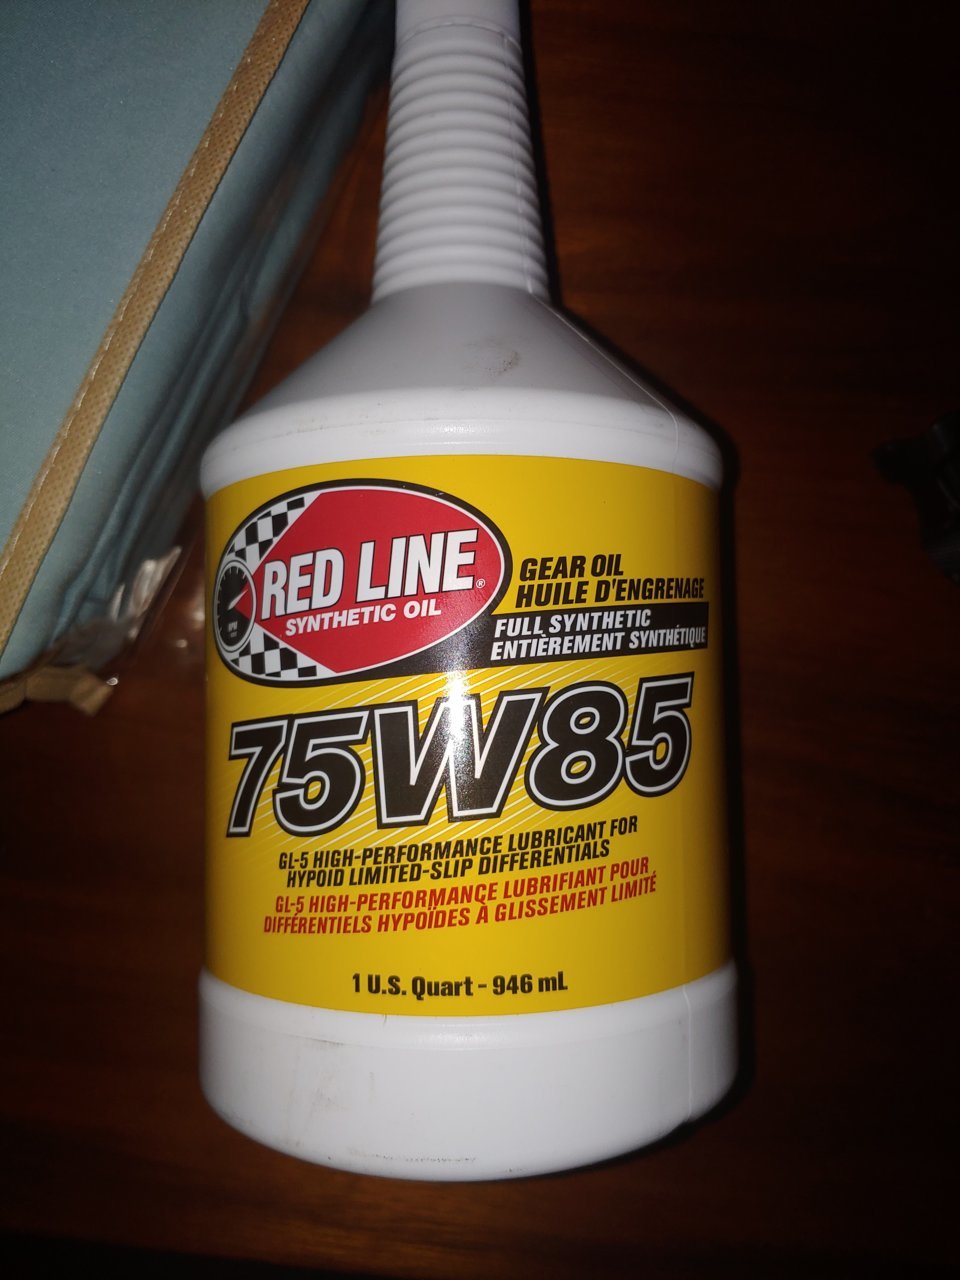 RED LINE®
SYNTHETIC OIL
RPM
GEAR OIL
HUILE D'ENGRENAGE
FULL SYNTHETIC
ENTIÈREMENT SYNTHÉTIQUE
75W85
GL-5 HIGH-PERFORMANCE LUBRICANT FOR
HYPOID LIMITED-SLIP DIFFERENTIALS
GL-5 HIGH-PERFORMANCE LUBRIFIANT POUR
DIFFÉRENTIELS HYPOÏDES À GLISSEMENT LIMITÉ
1 U.S. Quart - 946 mL